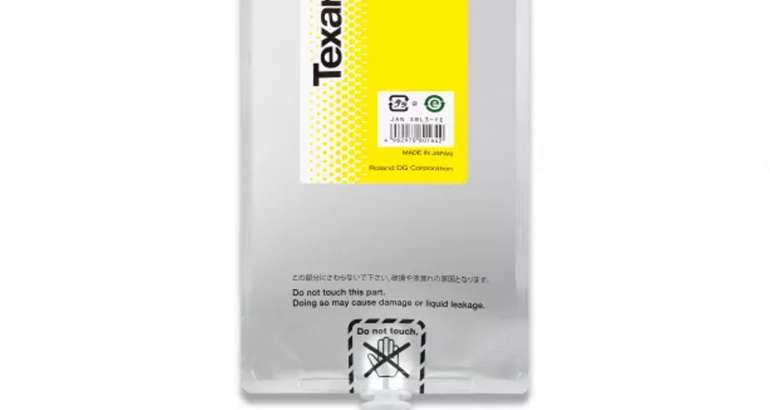 Texar
JAN XBL5-YE
MADE IN JAPAN
Roland DG Corporation
この部分にさわらないで下さい。破損や液漏れの原因となります。
Do not touch this part.
Doing so may cause damage or liquid leakage.
Do not touch.